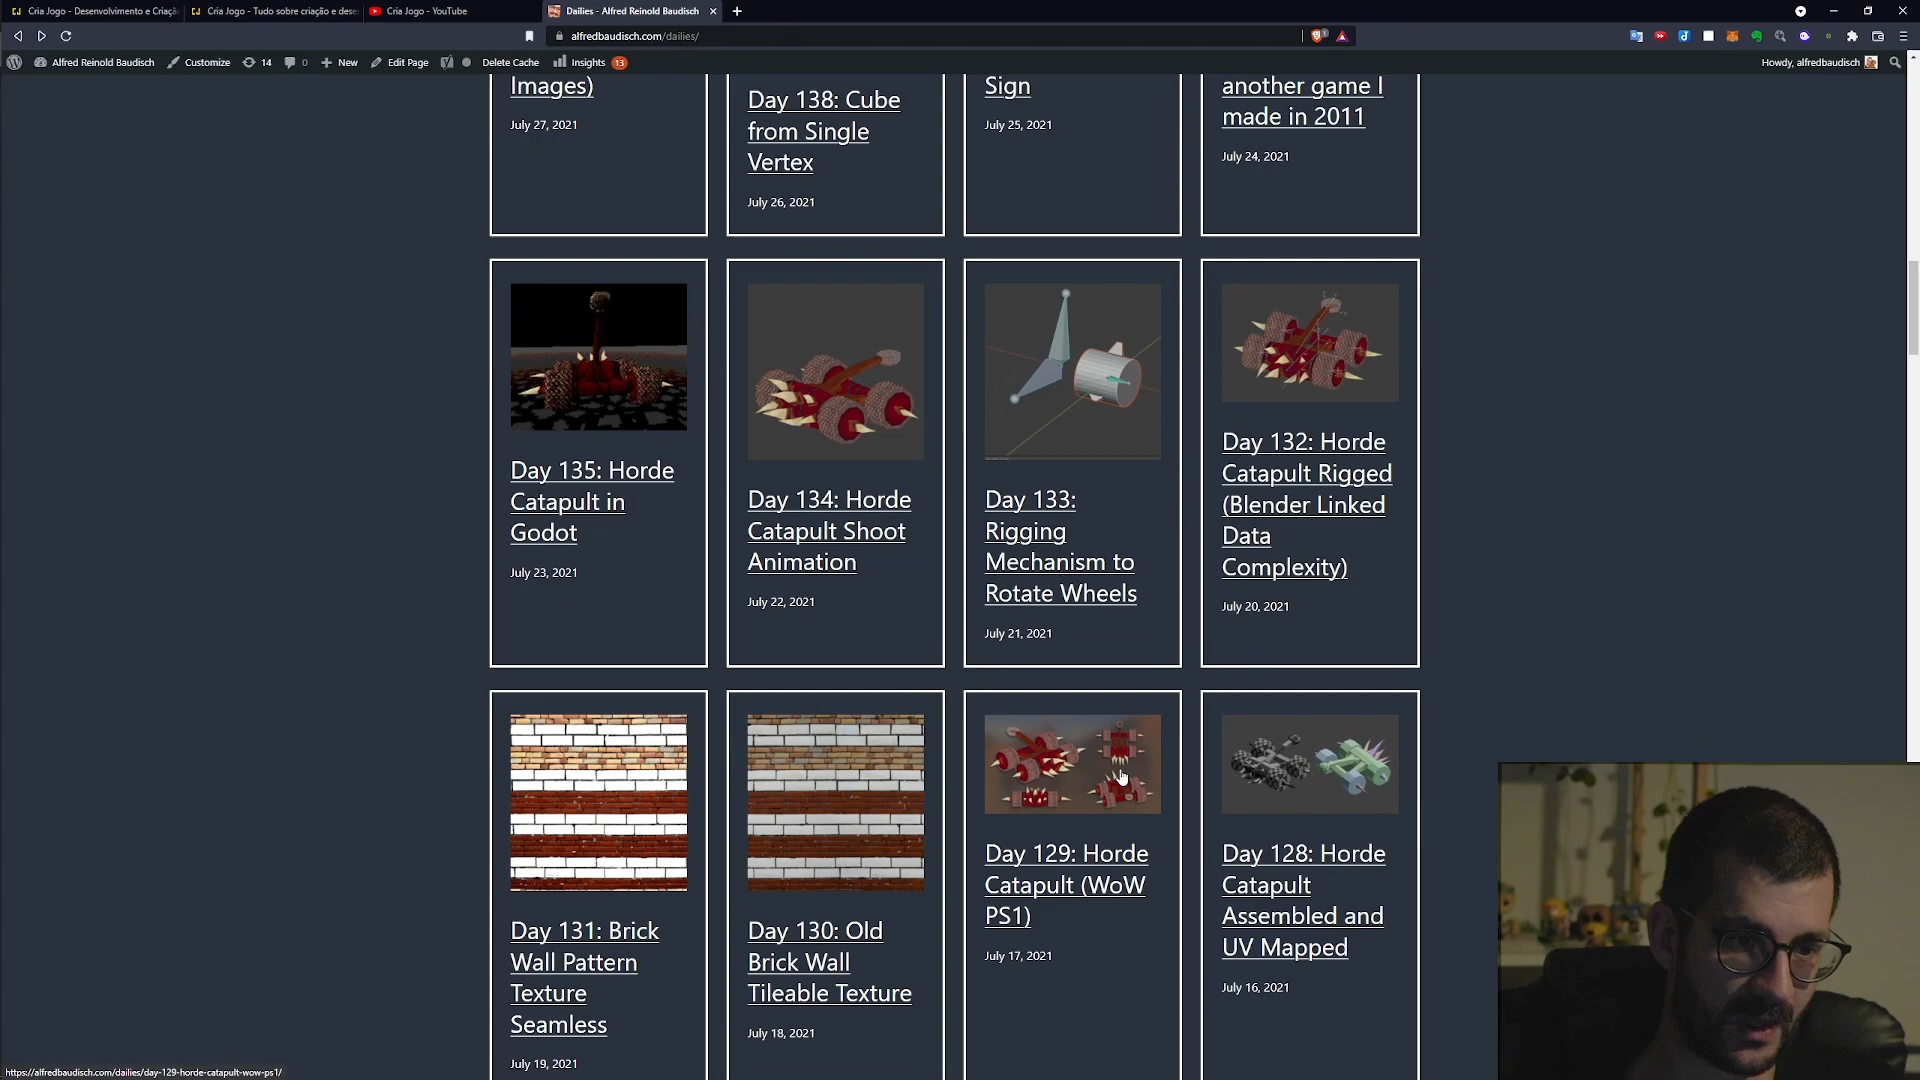 Cria Jogo - Desenvolvimento e Criaçã
Cria Jogo - Tudo sobre criação e dese
Cria Jogo - YouTube
Dailies - Alfred Reinold Baudisch
alfredbaudisch.com/dailies/
Alfred Reinold Baudisch
Customize
14
0
New
Edit Page
Delete Cache
Insights
13
Howdy, alfredbaudisch
Images)
July 27, 2021
Day 138: Cube
from Single
Vertex
July 26, 2021
Sign
July 25, 2021
another game I
made in 2011
July 24, 2021
Day 135: Horde
Catapult in
Godot
July 23, 2021
Day 134: Horde
Catapult Shoot
Animation
July 22, 2021
Day 133:
Rigging
Mechanism to
Rotate Wheels
July 21, 2021
Day 132: Horde
Catapult Rigged
(Blender Linked
Data
Complexity)
July 20, 2021
Day 131: Brick
Wall Pattern
Texture
Seamless
July 19, 2021
Day 130: Old
Brick Wall
Tileable Texture
July 18, 2021
Day 129: Horde
Catapult (WoW
PS1)
July 17, 2021
Day 128: Horde
Catapult
Assembled and
UV Mapped
July 16, 2021
https://alfredbaudisch.com/dailies/day-129-horde-catapult-wow-ps1/